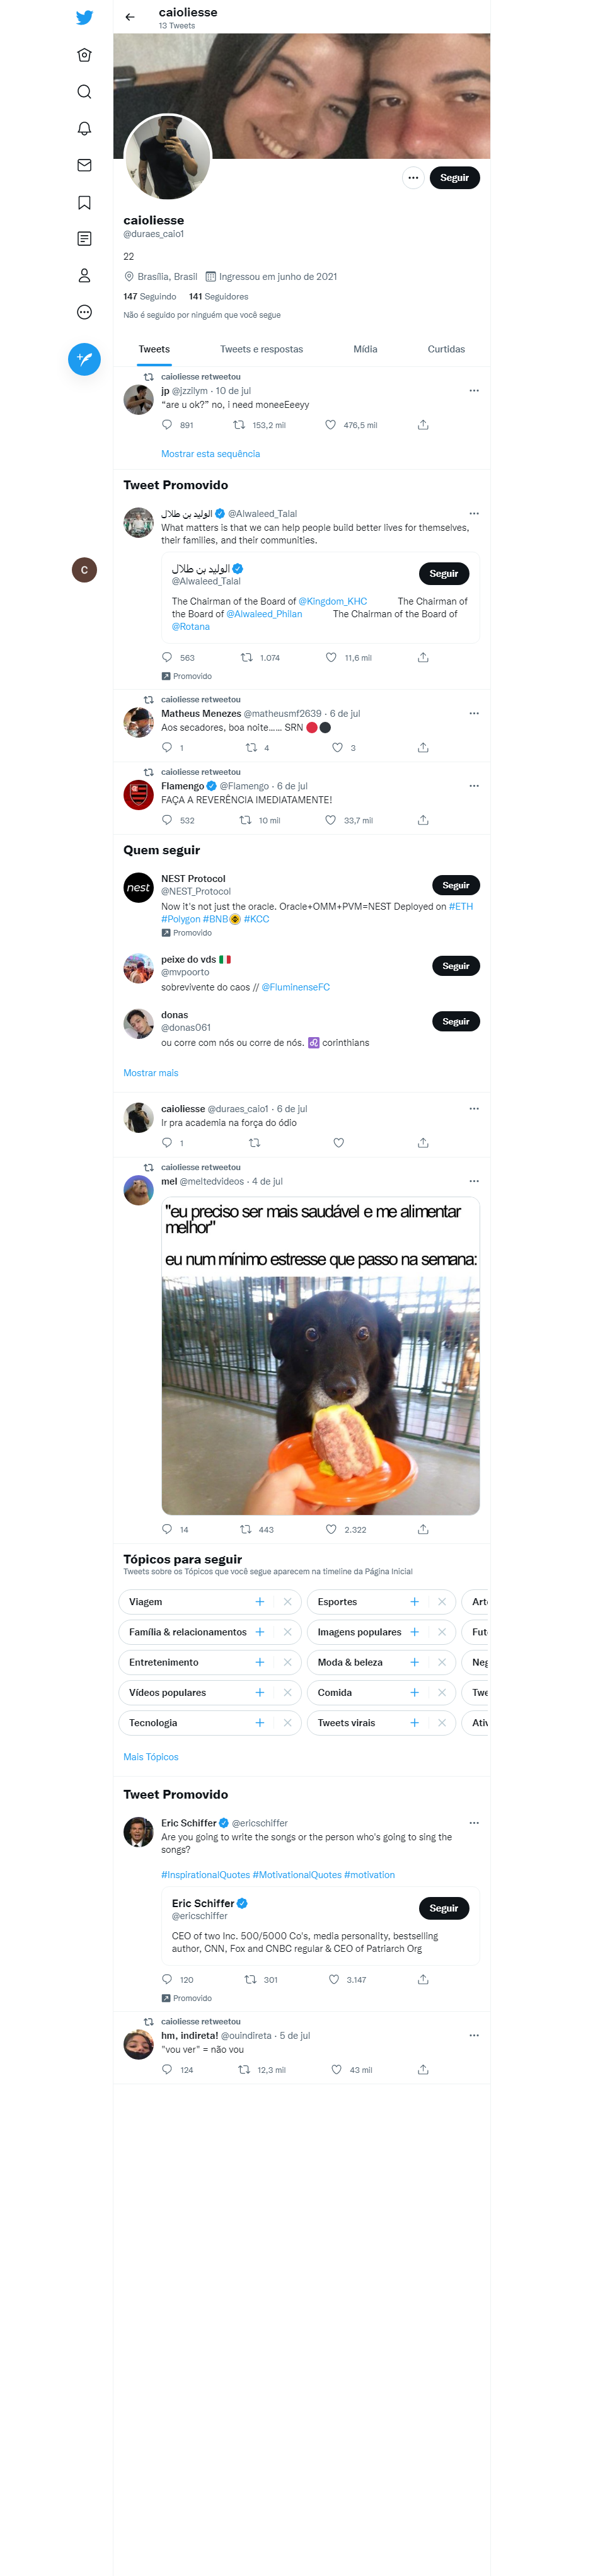 caioliesse
13 Tweets
Seguir
caioliesse
@duraes_caio1
22
Brasília, Brasil Ingressou em junho de 2021
147 Seguindo 141 Seguidores
Não é seguido por ninguém que você segue
Tweets Tweets e respostas Mídia Curtidas
caioliesse retweetou
jp @jzzllym · 10 de jul
“are u ok?” no, i need moneeEeeyy
891 153,2 mil 476,5 mil
Mostrar esta sequência
Tweet Promovido
الوليد بن طلال @Alwaleed_Talal
What matters is that we can help people build better lives for themselves,
their families, and their communities.
الوليد بن طلال
Seguir
@Alwaleed_Talal
The Chairman of the Board of @Kingdom_KHC The Chairman of
the Board of @Alwaleed_Philan The Chairman of the Board of
@Rotana
563 1.074 11,6 mil
Promovido
caioliesse retweetou
Matheus Menezes @matheusmf2639 · 6 de jul
Aos secadores, boa noite...... SRN 🔴⚫
1 4 3
caioliesse retweetou
Flamengo @Flamengo · 6 de jul
FAÇA A REVERÊNCIA IMEDIATAMENTE!
532 10 mil 33,7 mil
Quem seguir
nest
NEST Protocol
Seguir
@NEST_Protocol
Now it's not just the oracle. Oracle+OMM+PVM=NEST Deployed on #ETH
#Polygon #BNB #KCC
Promovido
peixe do vds 🇮🇹
Seguir
@mvpoorto
sobrevivente do caos // @FluminenseFC
donas
Seguir
@donas061
ou corre com nós ou corre de nós. ♌ corinthians
Mostrar mais
caioliesse @duraes_caio1 · 6 de jul
Ir pra academia na força do ódio
1
caioliesse retweetou
mel @meltedvideos · 4 de jul
"eu preciso ser mais saudável e me alimentar
melhor"
eu num mínimo estresse que passo na semana:
14 443 2.322
C
Tópicos para seguir
Tweets sobre os Tópicos que você segue aparecem na timeline da Página Inicial
Viagem Esportes Art
Família & relacionamentos Imagens populares Fut
Entretenimento Moda & beleza Neg
Vídeos populares Comida Twe
Tecnologia Tweets virais Ativ
Mais Tópicos
Tweet Promovido
Eric Schiffer @ericschiffer
Are you going to write the songs or the person who's going to sing the
songs?
#InspirationalQuotes #MotivationalQuotes #motivation
Eric Schiffer
Seguir
@ericschiffer
CEO of two Inc. 500/5000 Co's, media personality, bestselling
author, CNN, Fox and CNBC regular & CEO of Patriarch Org
120 301 3.147
Promovido
caioliesse retweetou
hm, indireta! @ouindireta · 5 de jul
"vou ver" = não vou
124 12,3 mil 43 mil